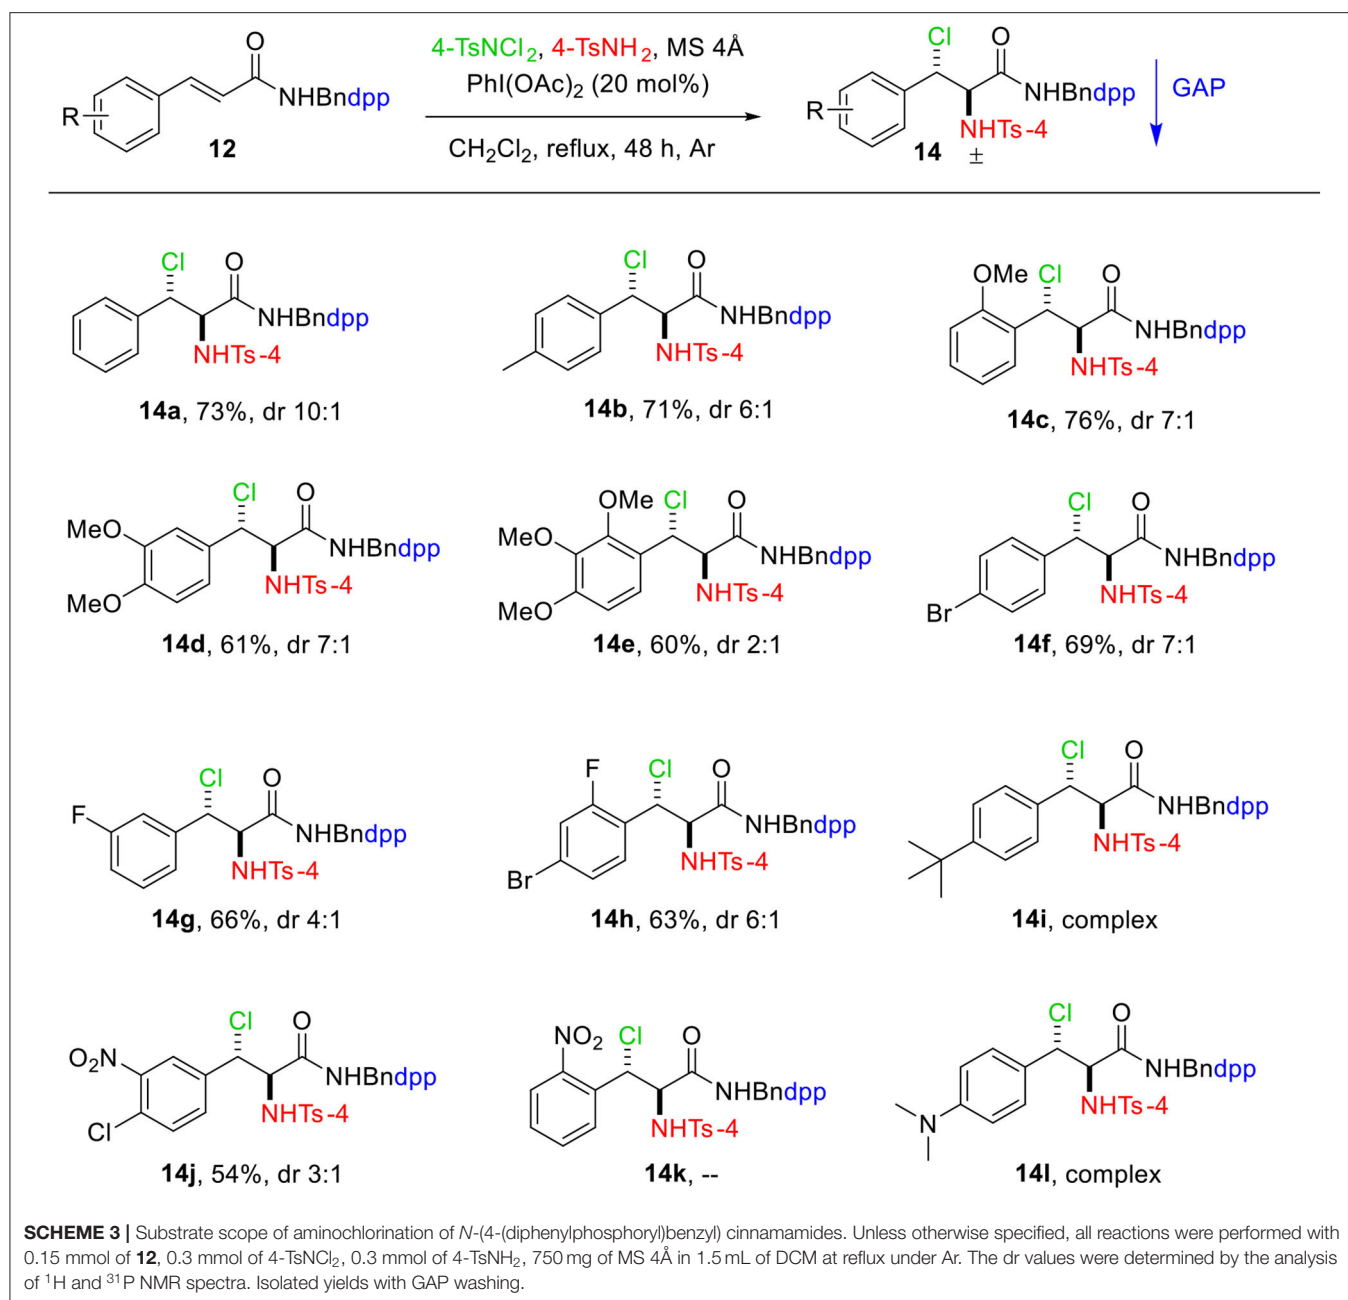 4-TsNCl2, 4-TsNH2, MS 4Å
PhI(OAc)2 (20 mol%)
CH2Cl2, reflux, 48 h, Ar
R
O
NHBndpp
12
R
Cl
O
NHBndpp
NHTs-4
14
±
GAP
Cl
O
NHBndpp
NHTs-4
14a, 73%, dr 10:1
Cl
O
NHBndpp
NHTs-4
14b, 71%, dr 6:1
OMe
Cl
O
NHBndpp
NHTs-4
14c, 76%, dr 7:1
MeO
MeO
Cl
O
NHBndpp
NHTs-4
14d, 61%, dr 7:1
OMe
MeO
MeO
Cl
O
NHBndpp
NHTs-4
14e, 60%, dr 2:1
Br
Cl
O
NHBndpp
NHTs-4
14f, 69%, dr 7:1
F
Cl
O
NHBndpp
NHTs-4
14g, 66%, dr 4:1
F
Br
Cl
O
NHBndpp
NHTs-4
14h, 63%, dr 6:1
Cl
O
NHBndpp
NHTs-4
14i, complex
O2N
Cl
Cl
O
NHBndpp
NHTs-4
14j, 54%, dr 3:1
NO2
Cl
O
NHBndpp
NHTs-4
14k, --
N
Cl
O
NHBndpp
NHTs-4
14l, complex
SCHEME 3 | Substrate scope of aminochlorination of N-(4-(diphenylphosphoryl)benzyl) cinnamamides. Unless otherwise specified, all reactions were performed with
0.15 mmol of 12, 0.3 mmol of 4-TsNCl2, 0.3 mmol of 4-TsNH2, 750 mg of MS 4Å in 1.5 mL of DCM at reflux under Ar. The dr values were determined by the analysis
of 1H and 31P NMR spectra. Isolated yields with GAP washing.